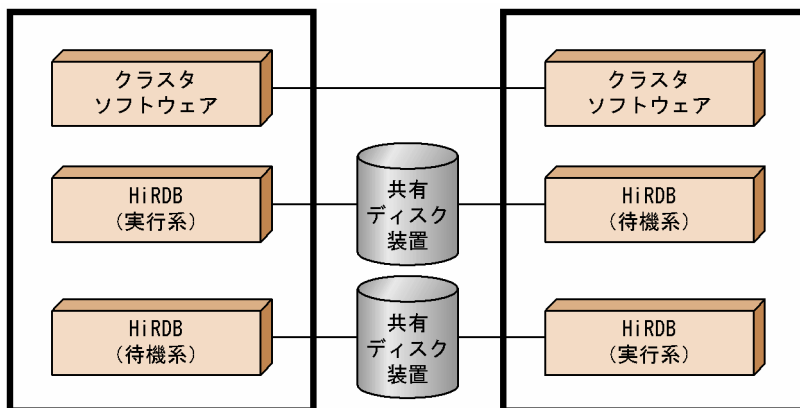 クラスタ
ソフトウェア
クラスタ
ソフトウェア
HiRDB
(実行系)
共有
ディスク
装置
HiRDB
(待機系)
HiRDB
(待機系)
共有
ディスク
装置
HiRDB
(実行系)